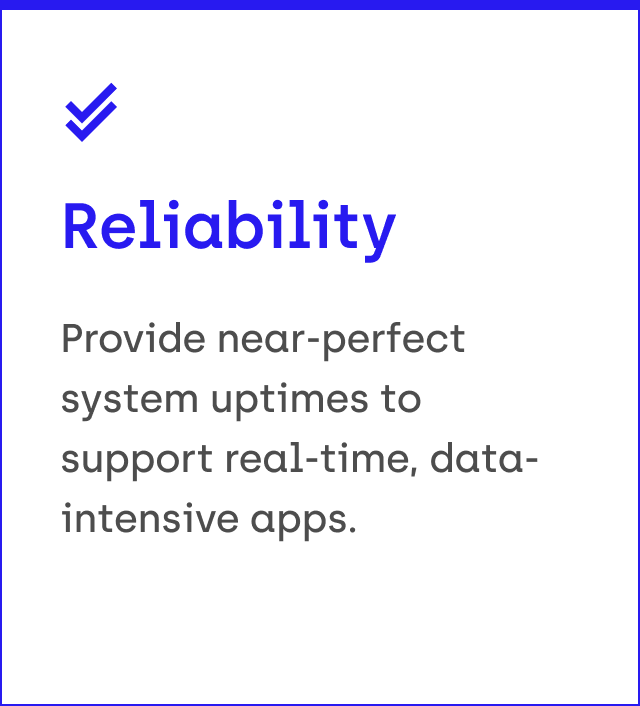 Reliability
Provide near-perfect
system uptimes to
support real-time, data-
intensive apps.